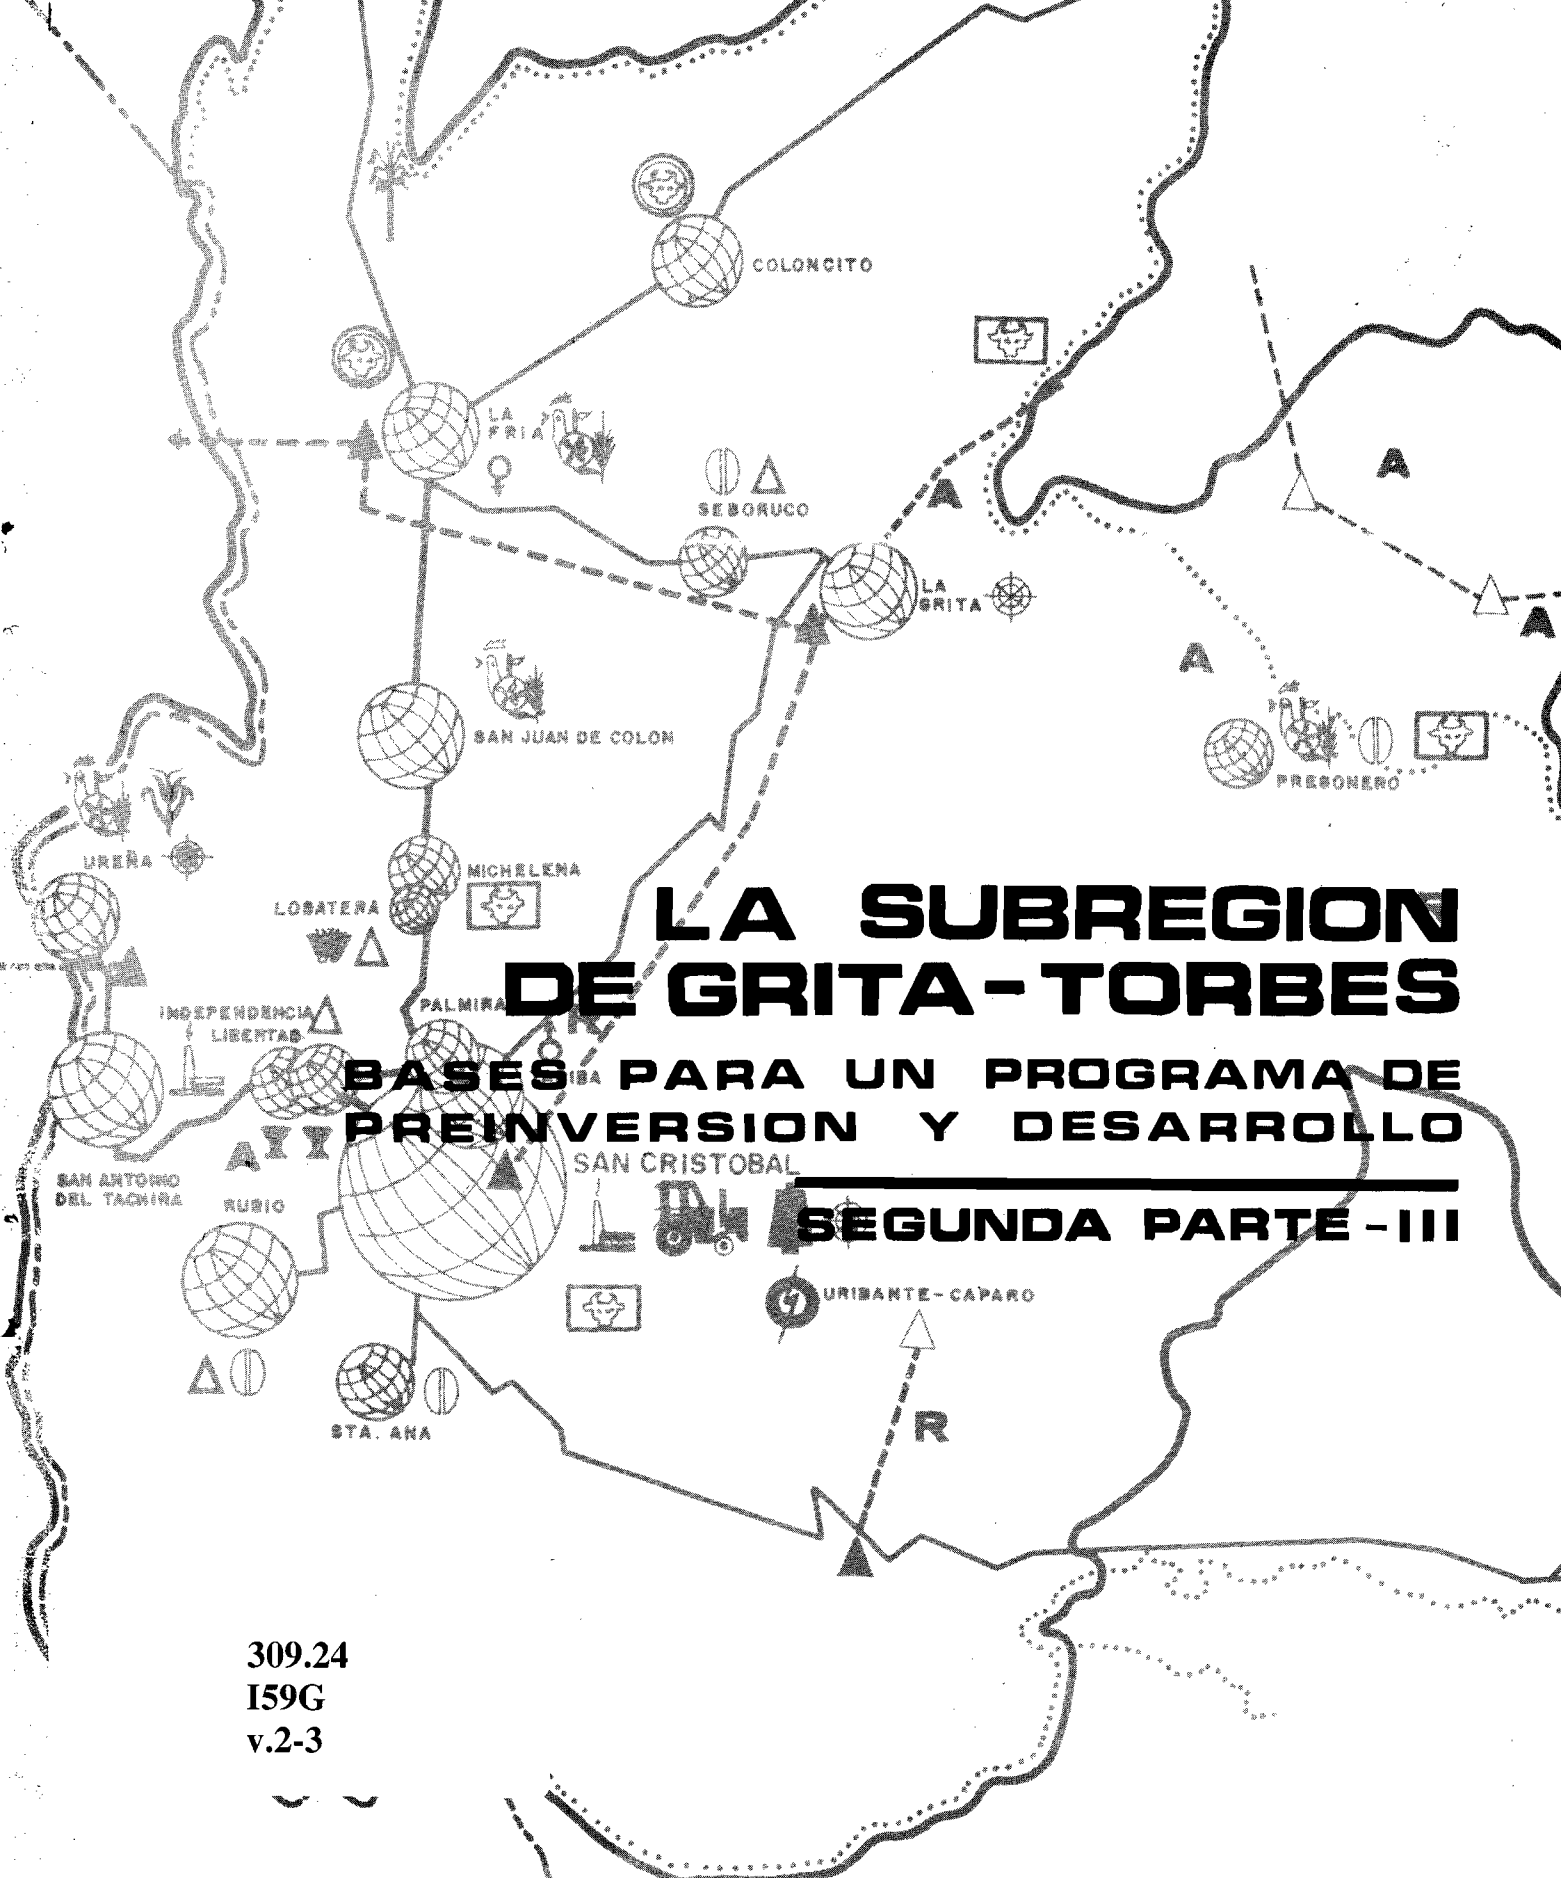 COLONCITO
LA
FRIA
SEBORUCO
A
A
LA
GRITA
A
A
SAN JUAN DE COLON
PREGONERO
UREÑA
MICHELENA
LOBATERA
LA SUBREGION
DE GRITA-TORBES
PALMIRA
INDEPENDENCIA
LIBERTAD
R
BASES PARA UN PROGRAMA DE
PREINVERSION Y DESARROLLO
A
SAN CRISTOBAL
SAN ANTONIO
DEL TACHIRA
RUBIO
SEGUNDA PARTE-III
URIBANTE-CAPARO
R
STA. ANA
309.24
I59G
v.2-3